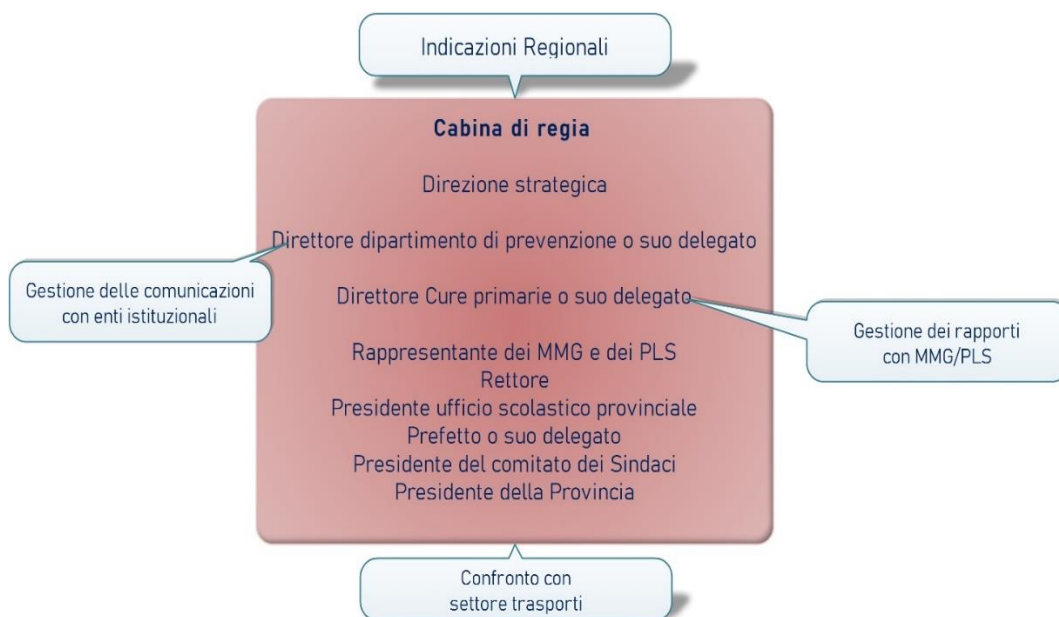 Indicazioni Regionali
Cabina di regia
Direzione strategica
Direttore dipartimento di prevenzione o suo delegato
Gestione delle comunicazioni
con enti istituzionali
Direttore Cure primarie o suo delegato
Gestione dei rapporti
con MMG/PLS
Rappresentante dei MMG e dei PLS
Rettore
Presidente ufficio scolastico provinciale
Prefetto o suo delegato
Presidente del comitato dei Sindaci
Presidente della Provincia
Confronto con
settore trasporti